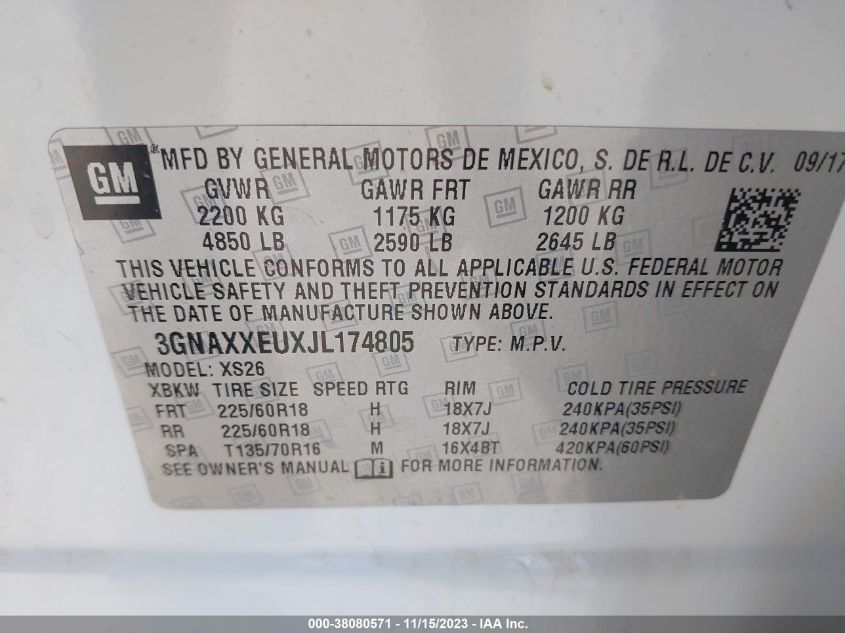 GM
MFD BY GENERAL MOTORS DE MEXICO, S. DE R.L. DE C.V. 09/17
GVWR GAWR FRT GAWR RR
2200 KG 1175 KG 1200 KG
4850 LB 2590 LB 2645 LB
THIS VEHICLE CONFORMS TO ALL APPLICABLE U.S. FEDERAL MOTOR
VEHICLE SAFETY AND THEFT PREVENTION STANDARDS IN EFFECT ON
THE DATE OF MANUFACTURE SHOWN ABOVE.
3GNAXXEUXJL174805 TYPE: M.P.V.
MODEL: XS26
XBKW TIRE SIZE SPEED RTG RIM COLD TIRE PRESSURE
FRT 225/60R18 H 18X7J 240KPA(35PSI)
RR 225/60R18 H 18X7J 240KPA(35PSI)
SPA T135/70R16 M 16X4BT 420KPA(60PSI)
SEE OWNER'S MANUAL FOR MORE INFORMATION.
000-38080571 - 11/15/2023 - IAA Inc.